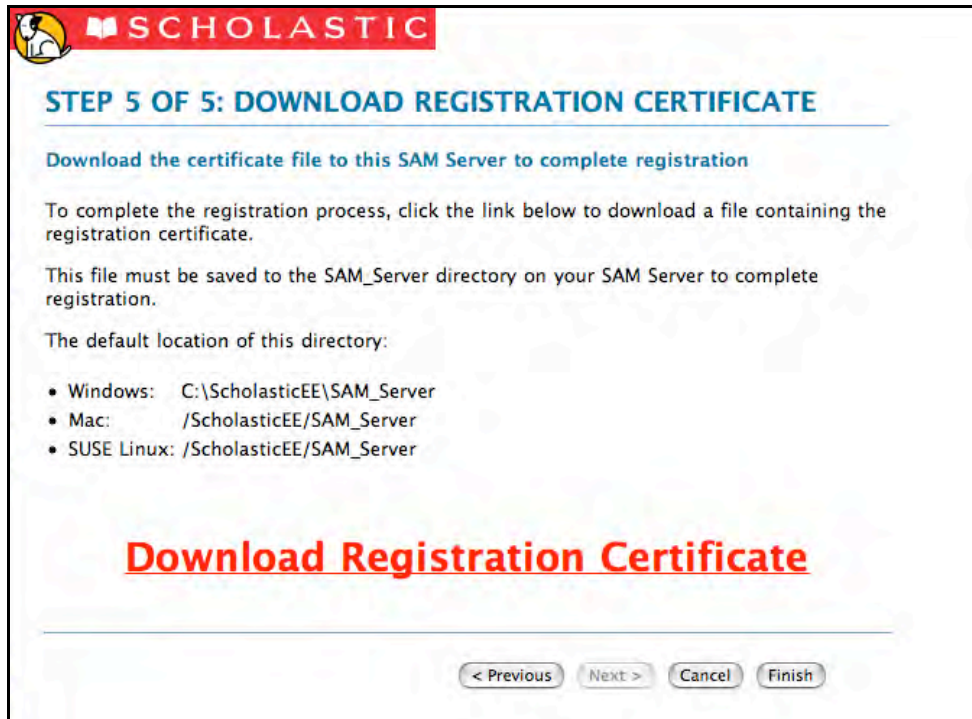 SCHOLASTIC
STEP 5 OF 5: DOWNLOAD REGISTRATION CERTIFICATE
Download the certificate file to this SAM Server to complete registration
To complete the registration process, click the link below to download a file containing the
registration certificate.
This file must be saved to the SAM_Server directory on your SAM Server to complete
registration.
The default location of this directory:
• Windows: C:\ScholasticEE\SAM_Server
• Mac: /ScholasticEE/SAM_Server
• SUSE Linux: /ScholasticEE/SAM_Server
Download Registration Certificate
< Previous Next > Cancel Finish